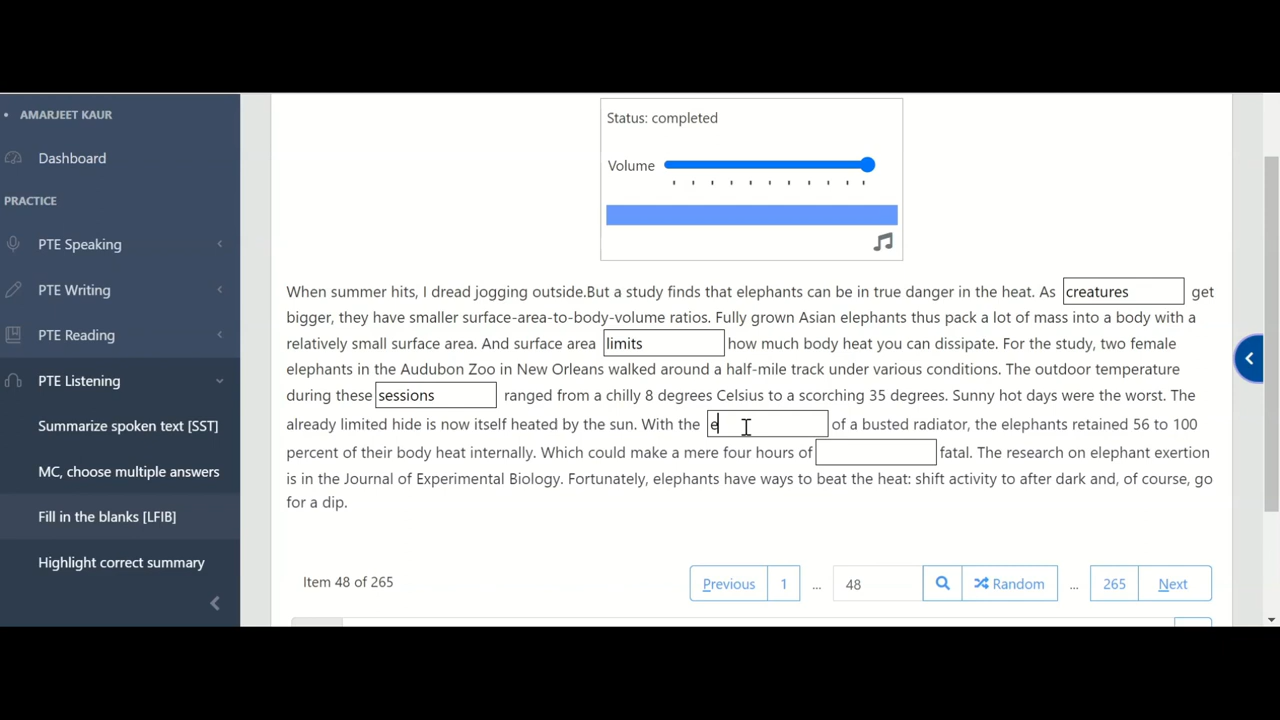 AMARJEET KAUR
Dashboard
PRACTICE
PTE Speaking
PTE Writing
PTE Reading
PTE Listening
Summarize spoken text [SST]
MC, choose multiple answers
Fill in the blanks [LFIB]
Highlight correct summary
Status: completed
Volume
When summer hits, I dread jogging outside.But a study finds that elephants can be in true danger in the heat. As creatures get
bigger, they have smaller surface-area-to-body-volume ratios. Fully grown Asian elephants thus pack a lot of mass into a body with a
relatively small surface area. And surface area limits how much body heat you can dissipate. For the study, two female
elephants in the Audubon Zoo in New Orleans walked around a half-mile track under various conditions. The outdoor temperature
during these sessions ranged from a chilly 8 degrees Celsius to a scorching 35 degrees. Sunny hot days were the worst. The
already limited hide is now itself heated by the sun. With the e of a busted radiator, the elephants retained 56 to 100
percent of their body heat internally. Which could make a mere four hours of fatal. The research on elephant exertion
is in the Journal of Experimental Biology. Fortunately, elephants have ways to beat the heat: shift activity to after dark and, of course, go
for a dip.
Item 48 of 265
Previous 1 ... 48 Random ... 265 Next